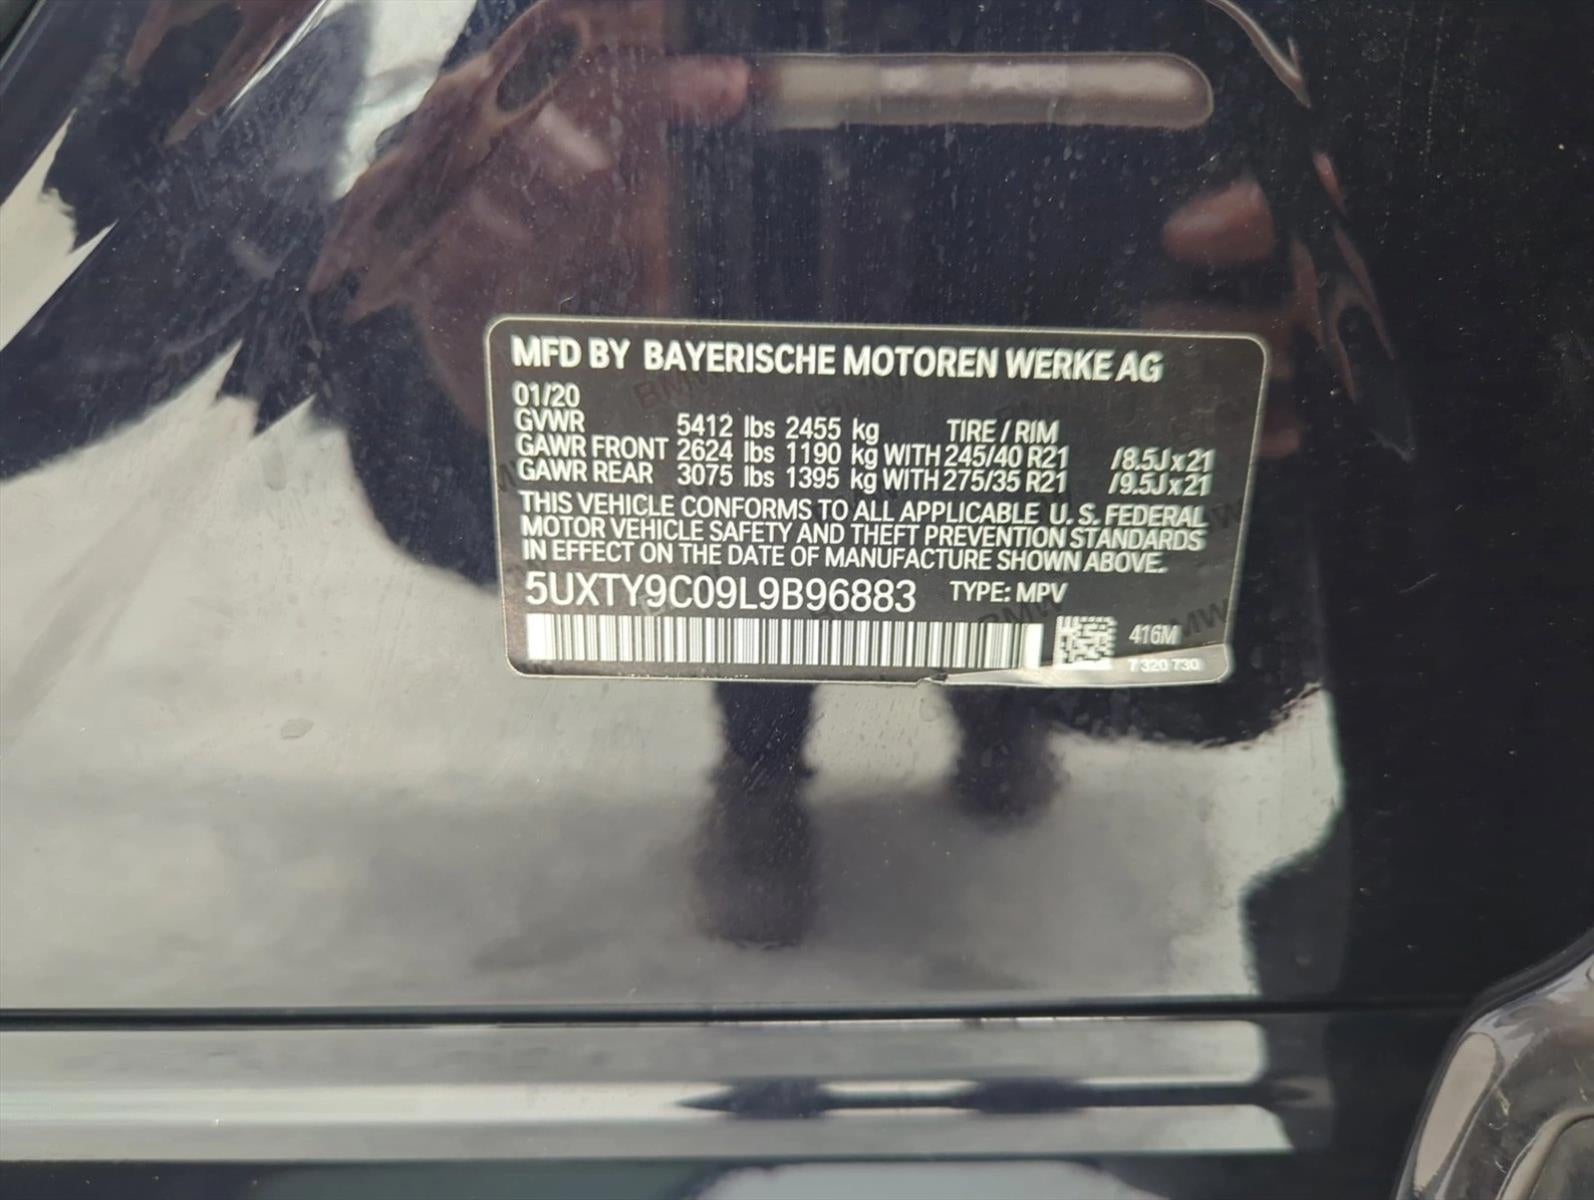 MFD BY BAYERISCHE MOTOREN WERKE AG
01/20
GVWR 5412 lbs 2455 kg TIRE / RIM
GAWR FRONT 2624 lbs 1190 kg WITH 245/40 R21 /8.5J x 21
GAWR REAR 3075 lbs 1395 kg WITH 275/35 R21 /9.5J x 21
THIS VEHICLE CONFORMS TO ALL APPLICABLE U.S. FEDERAL
MOTOR VEHICLE SAFETY AND THEFT PREVENTION STANDARDS
IN EFFECT ON THE DATE OF MANUFACTURE SHOWN ABOVE.
5UXTY9C09L9B96883 TYPE: MPV
416M
7 320 730